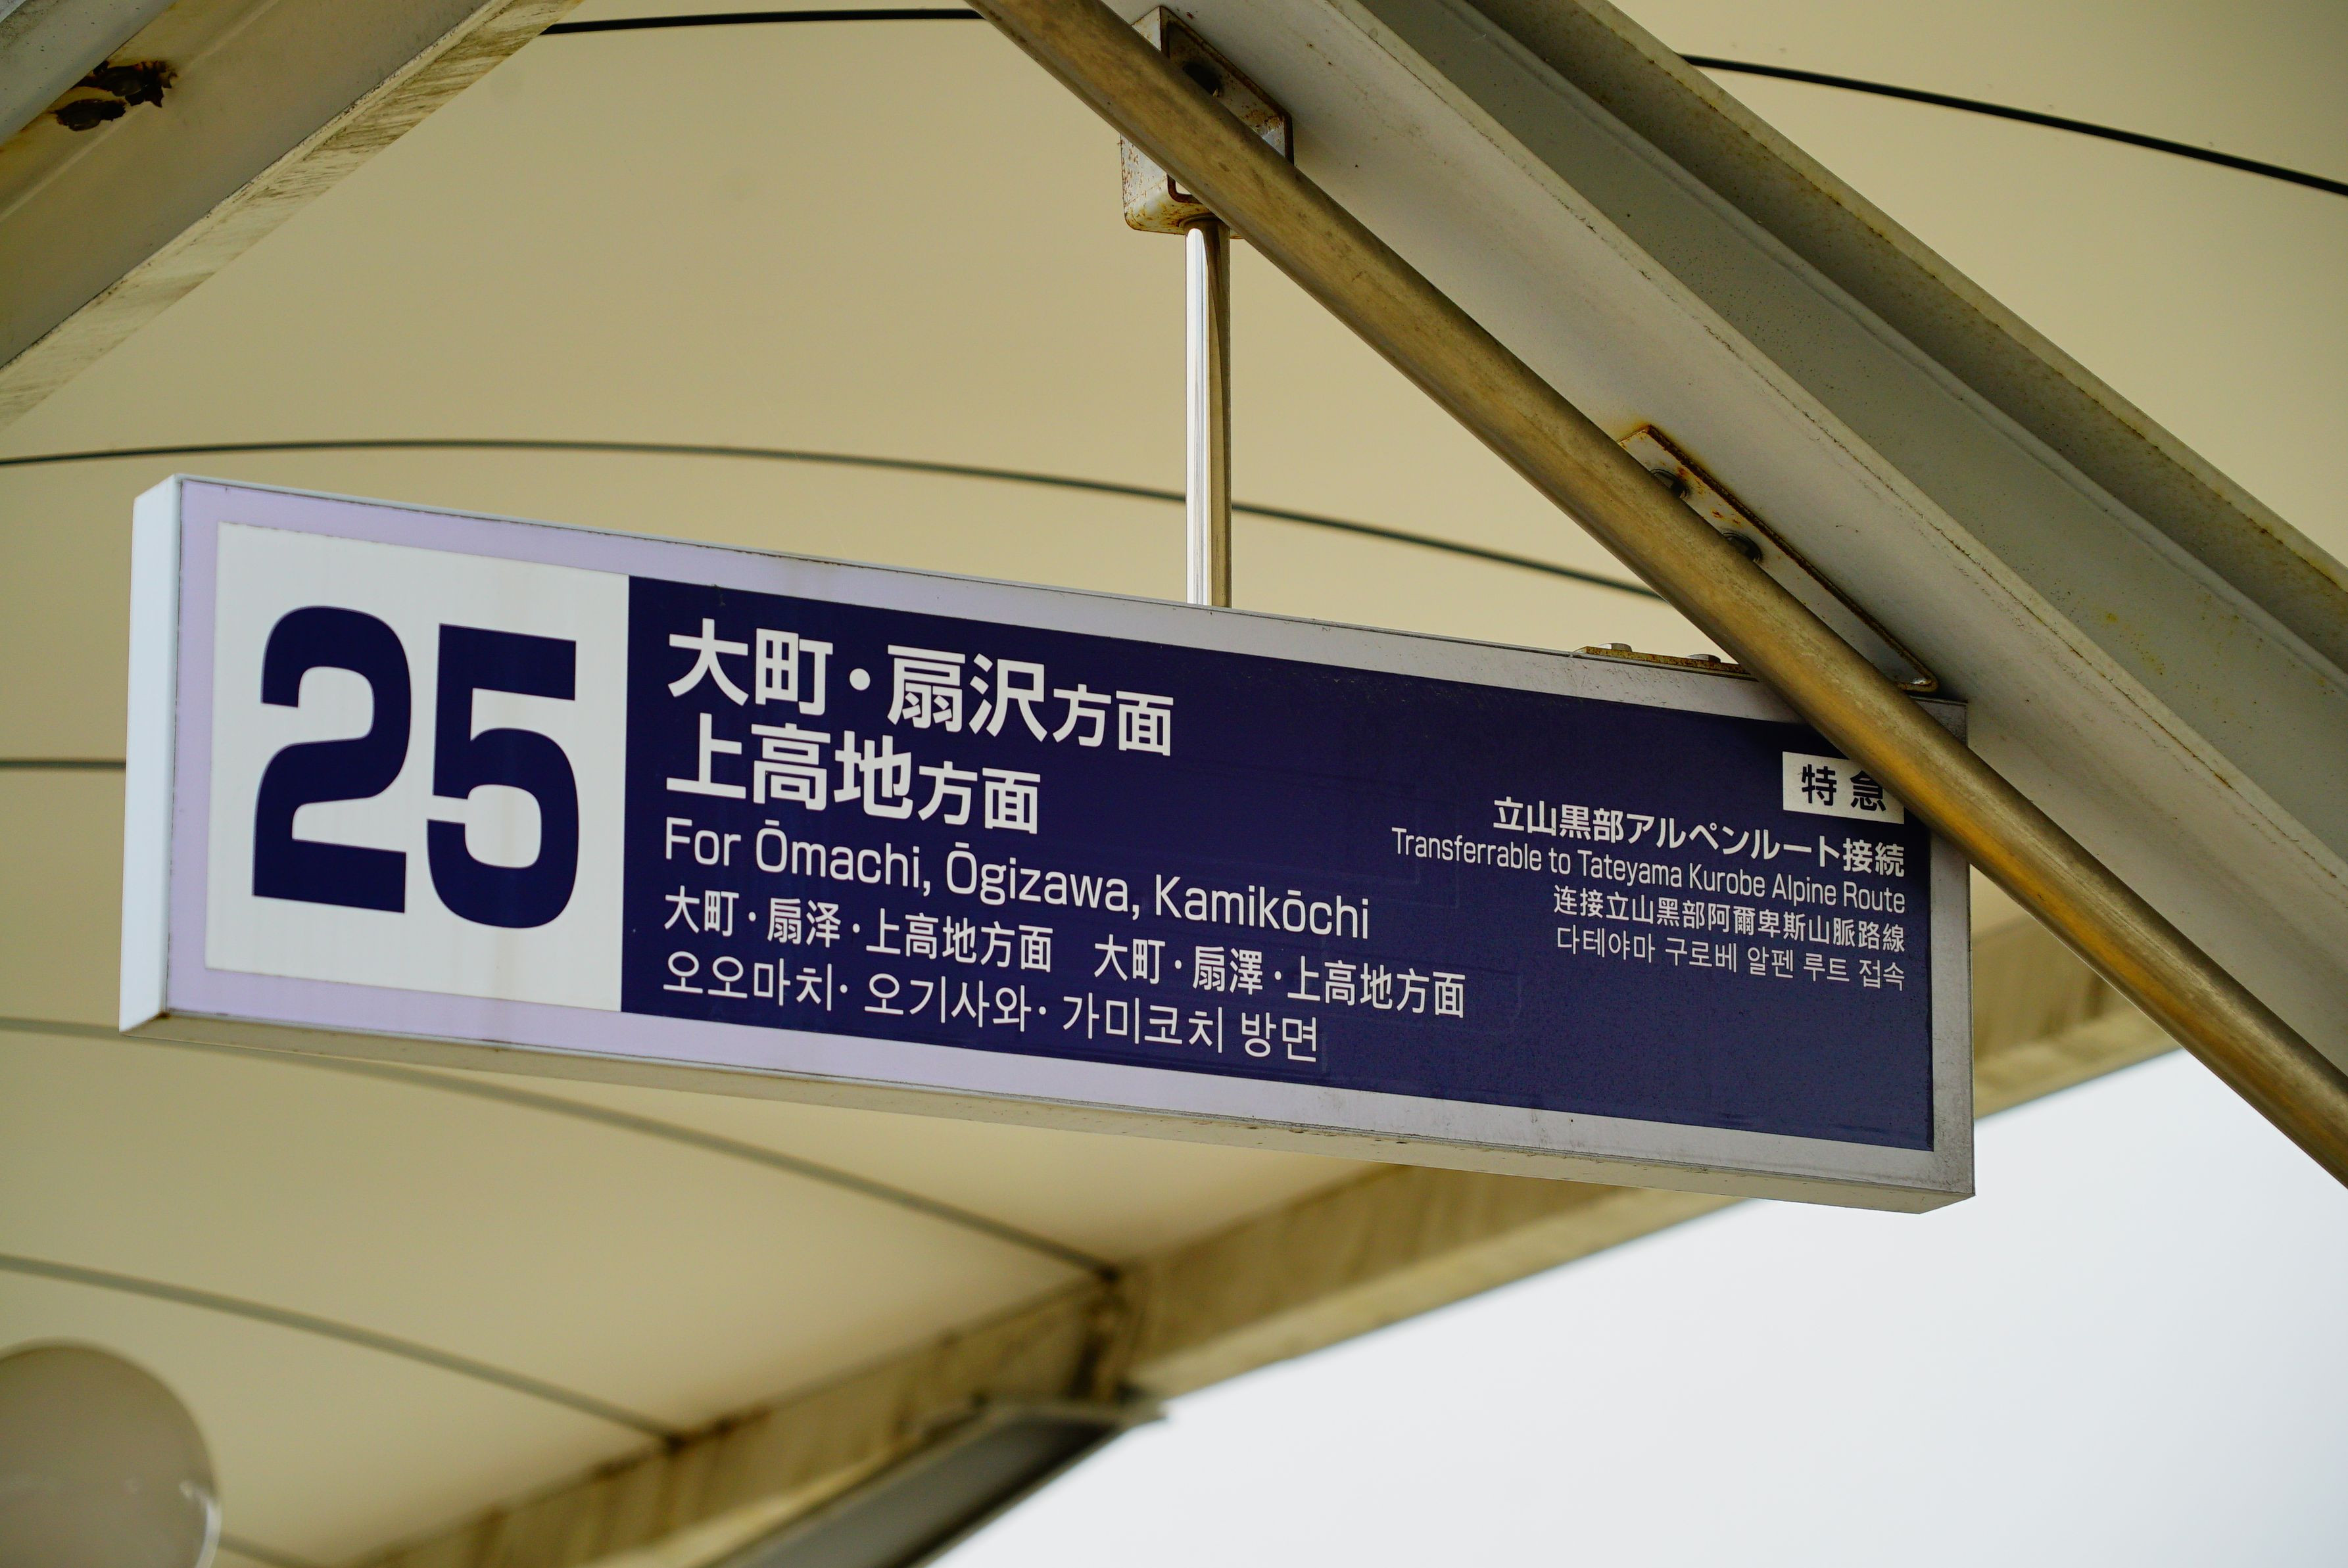 25
大町・扇沢方面
上高地方面
For Ōmachi, Ōgizawa, Kamikōchi
大町・扇泽・上高地方面 大町・扇澤・上高地方面
오오마치· 오기사와· 가미코치 방면
特急
立山黒部アルペンルート接続
Transferrable to Tateyama Kurobe Alpine Route
连接立山黑部阿爾卑斯山脈路線
다테야마 구로베 알펜 루트 접속